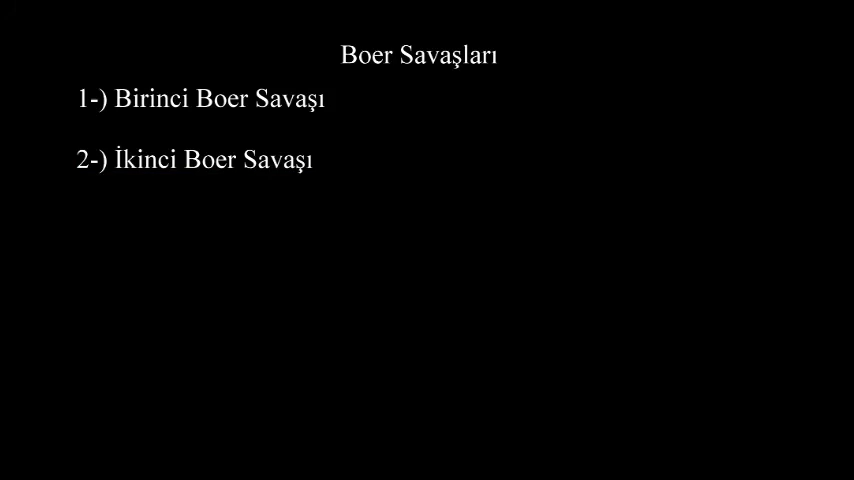 Boer Savaşları
1-) Birinci Boer Savaşı
2-) İkinci Boer Savaşı